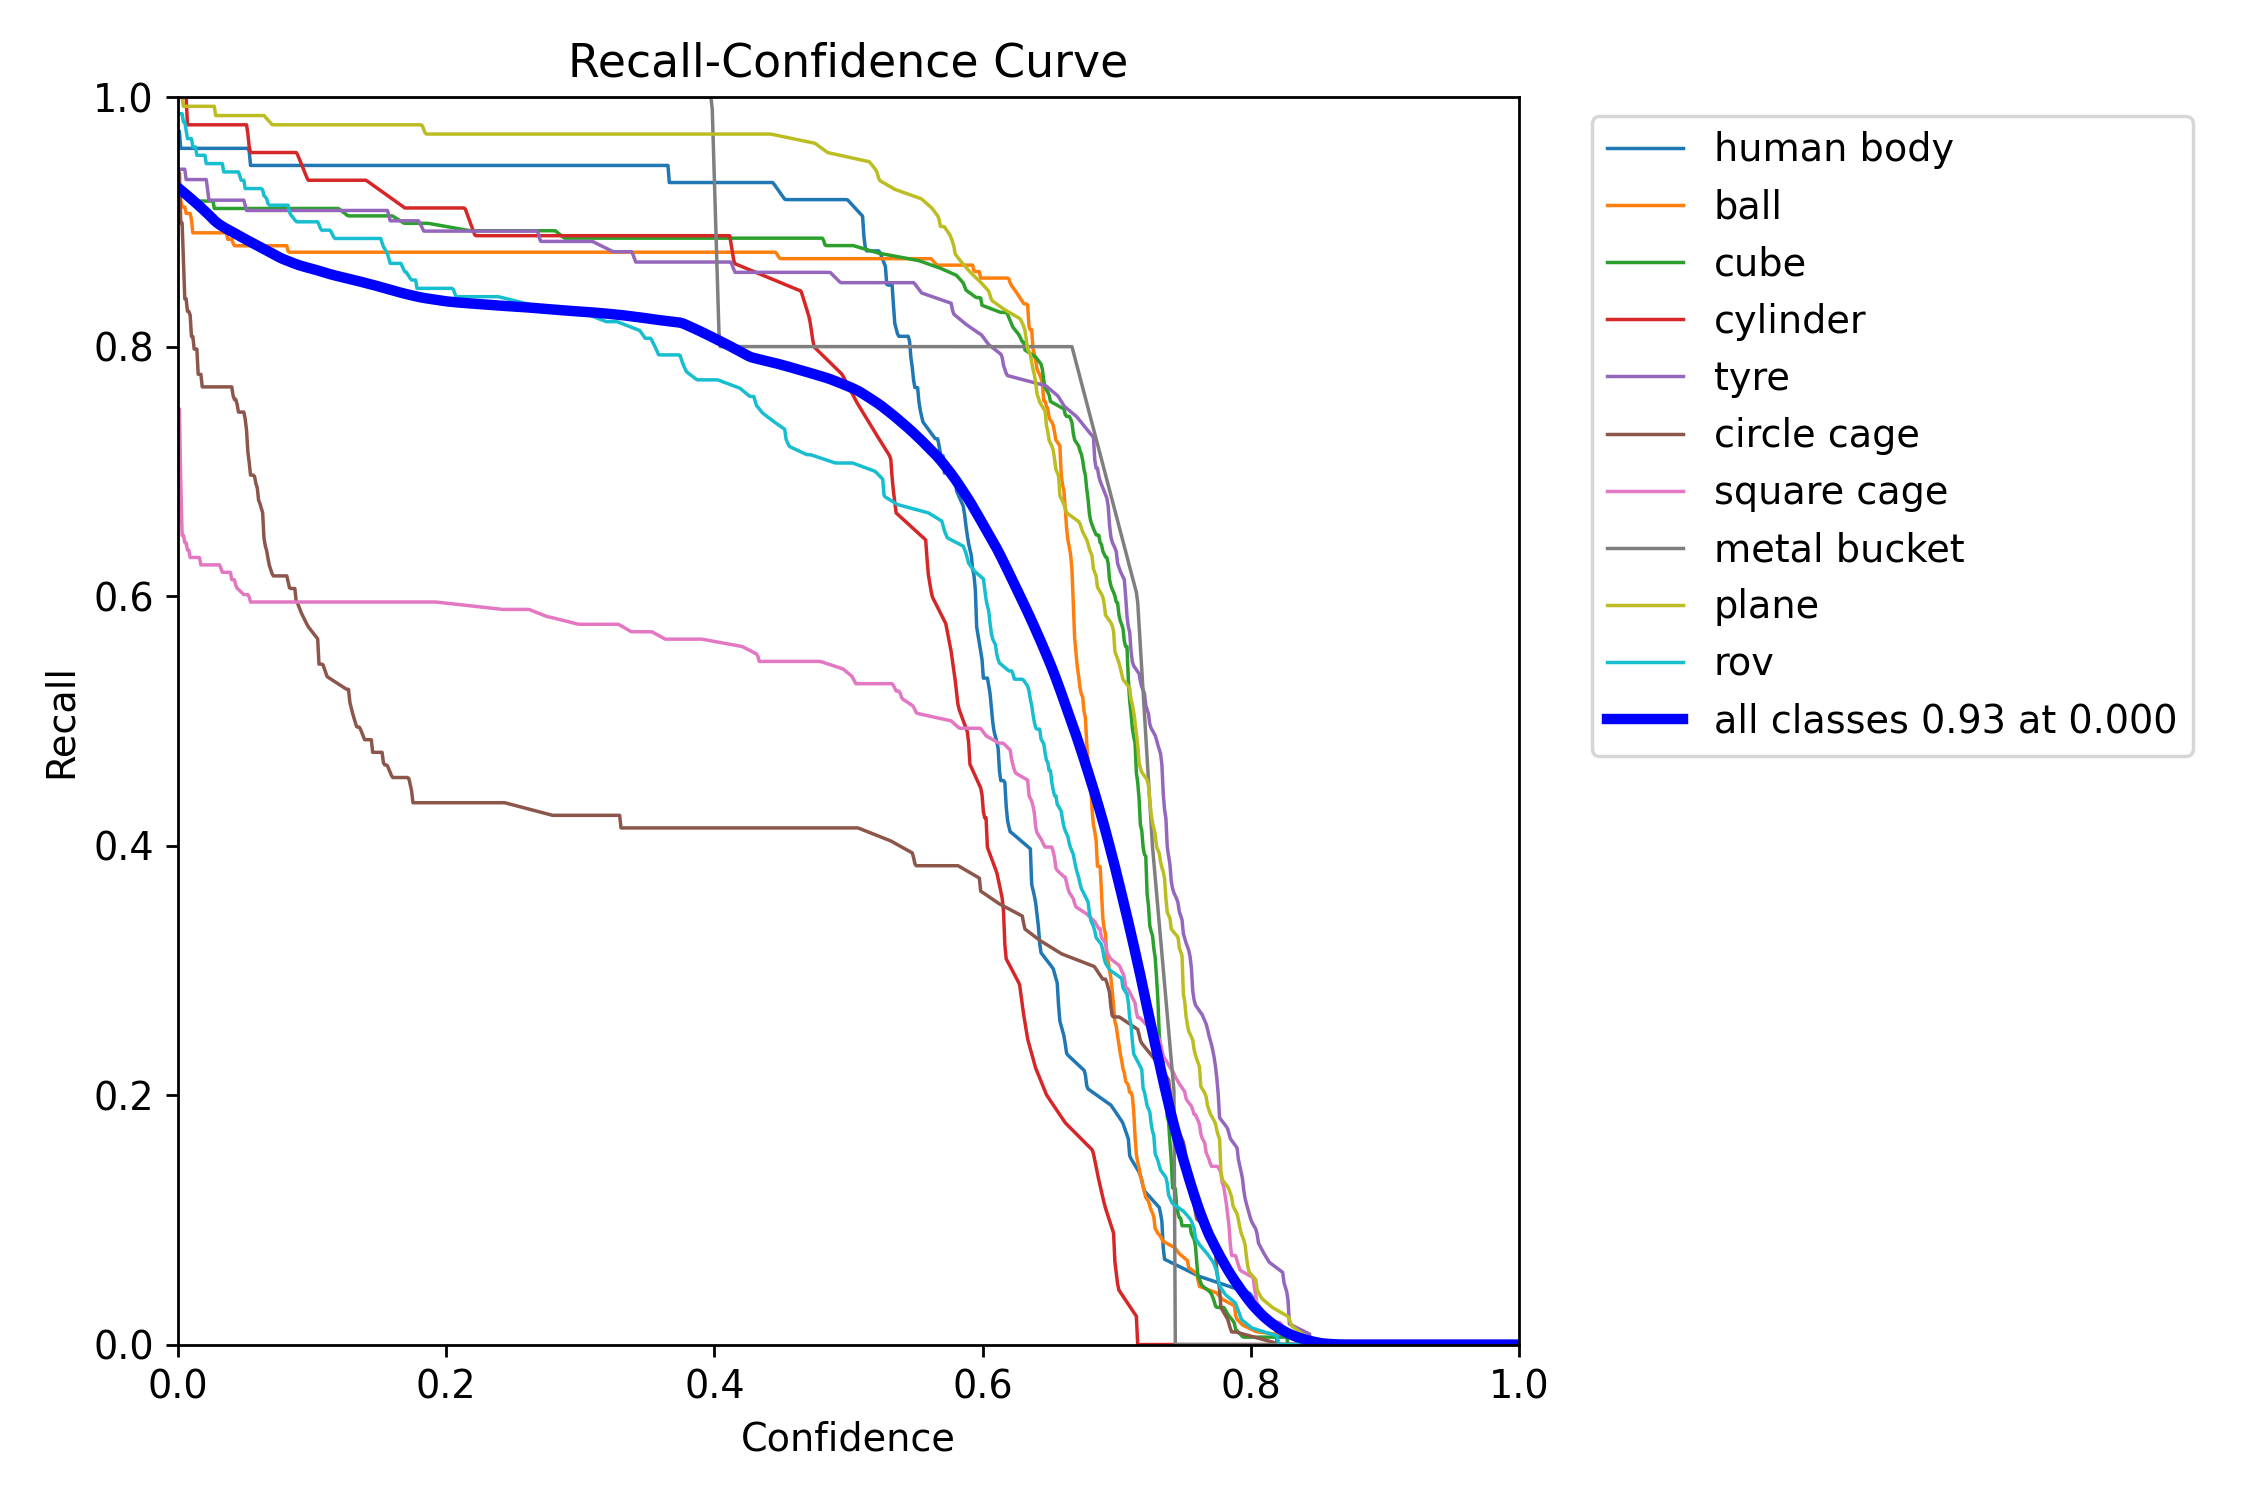 Recall-Confidence Curve
1.0
0.8
0.6
0.4
0.2
0.0
Recall
0.0 0.2 0.4 0.6 0.8 1.0
Confidence
human body
ball
cube
cylinder
tyre
circle cage
square cage
metal bucket
plane
rov
all classes 0.93 at 0.000